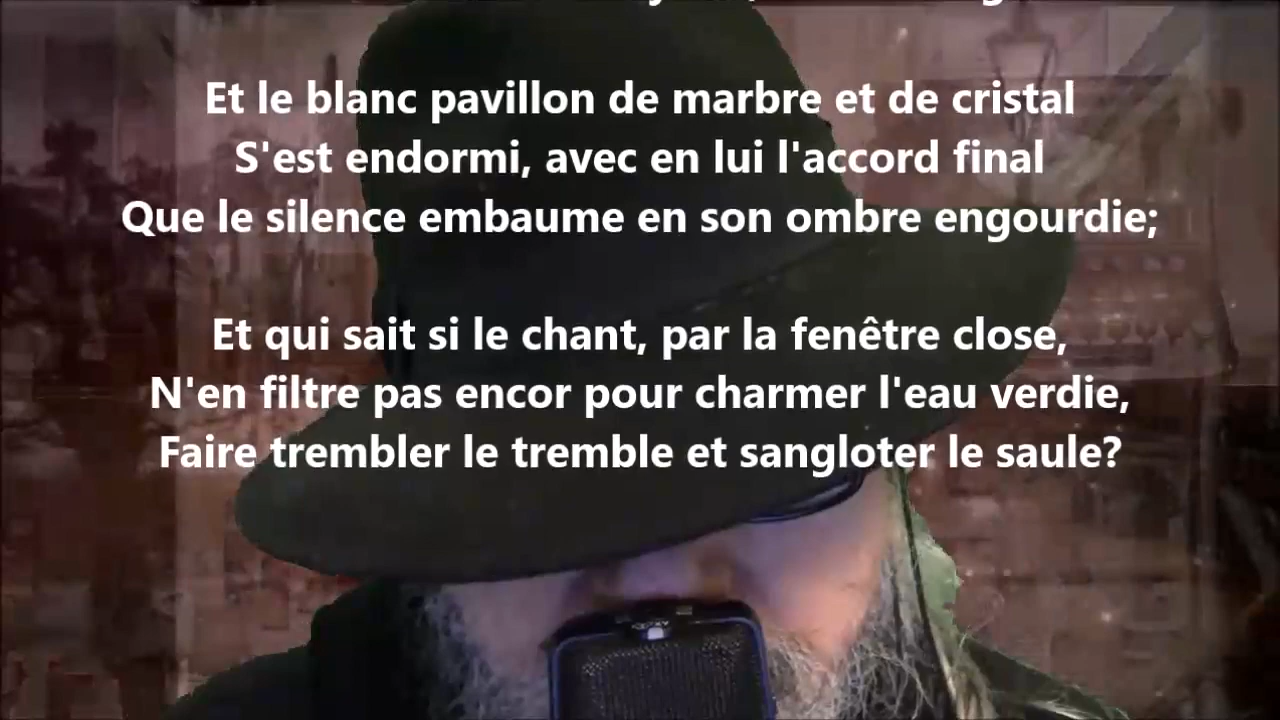 Et le blanc pavillon de marbre et de cristal
S'est endormi, avec en lui l'accord final
Que le silence embaume en son ombre engourdie;
Et qui sait si le chant, par la fenêtre close,
N'en filtre pas encor pour charmer l'eau verdie,
Faire trembler le tremble et sangloter le saule?